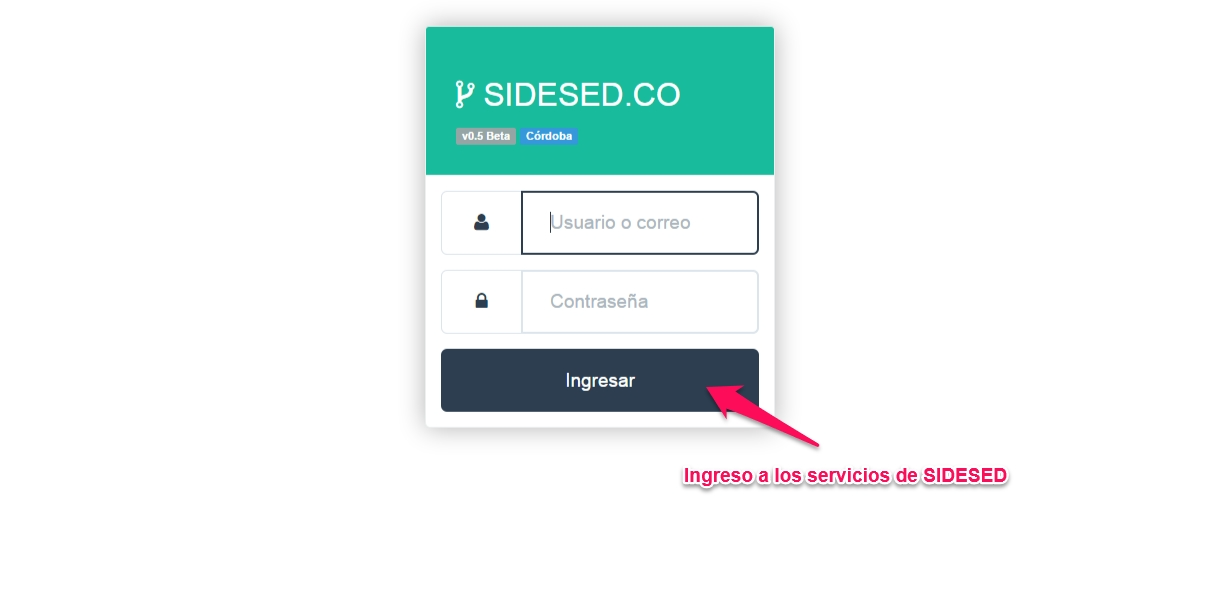 SIDESED.CO
v0.5 Beta Córdoba
Usuario o correo
Contraseña
Ingresar
Ingreso a los servicios de SIDESED